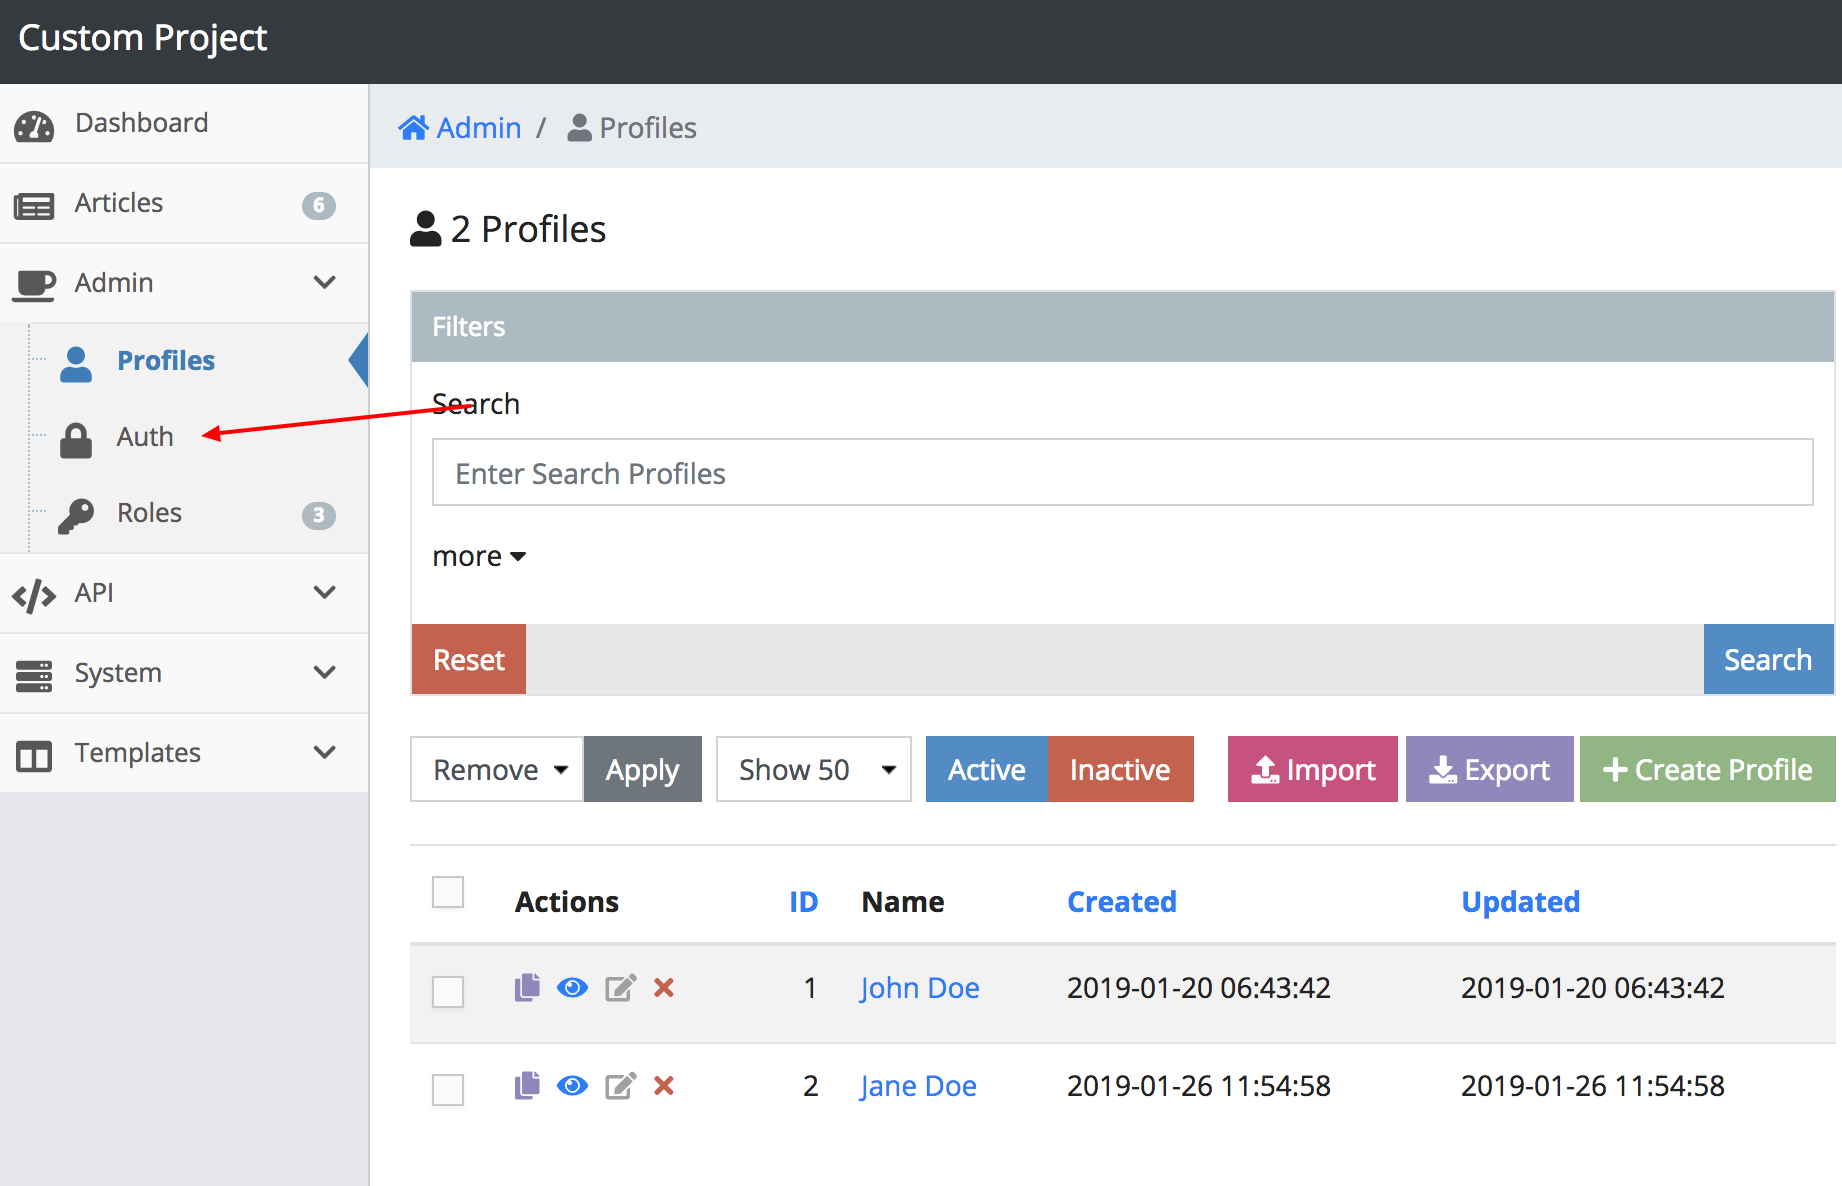 Custom Project
Dashboard
Articles 6
Admin
Profiles
Auth
Roles 3
API
System
Templates
Admin / Profiles
2 Profiles
Filters
Search
Enter Search Profiles
more
Reset Search
Remove Apply Show 50 Active Inactive Import Export Create Profile
Actions ID Name Created Updated
1 John Doe 2019-01-20 06:43:42 2019-01-20 06:43:42
2 Jane Doe 2019-01-26 11:54:58 2019-01-26 11:54:58